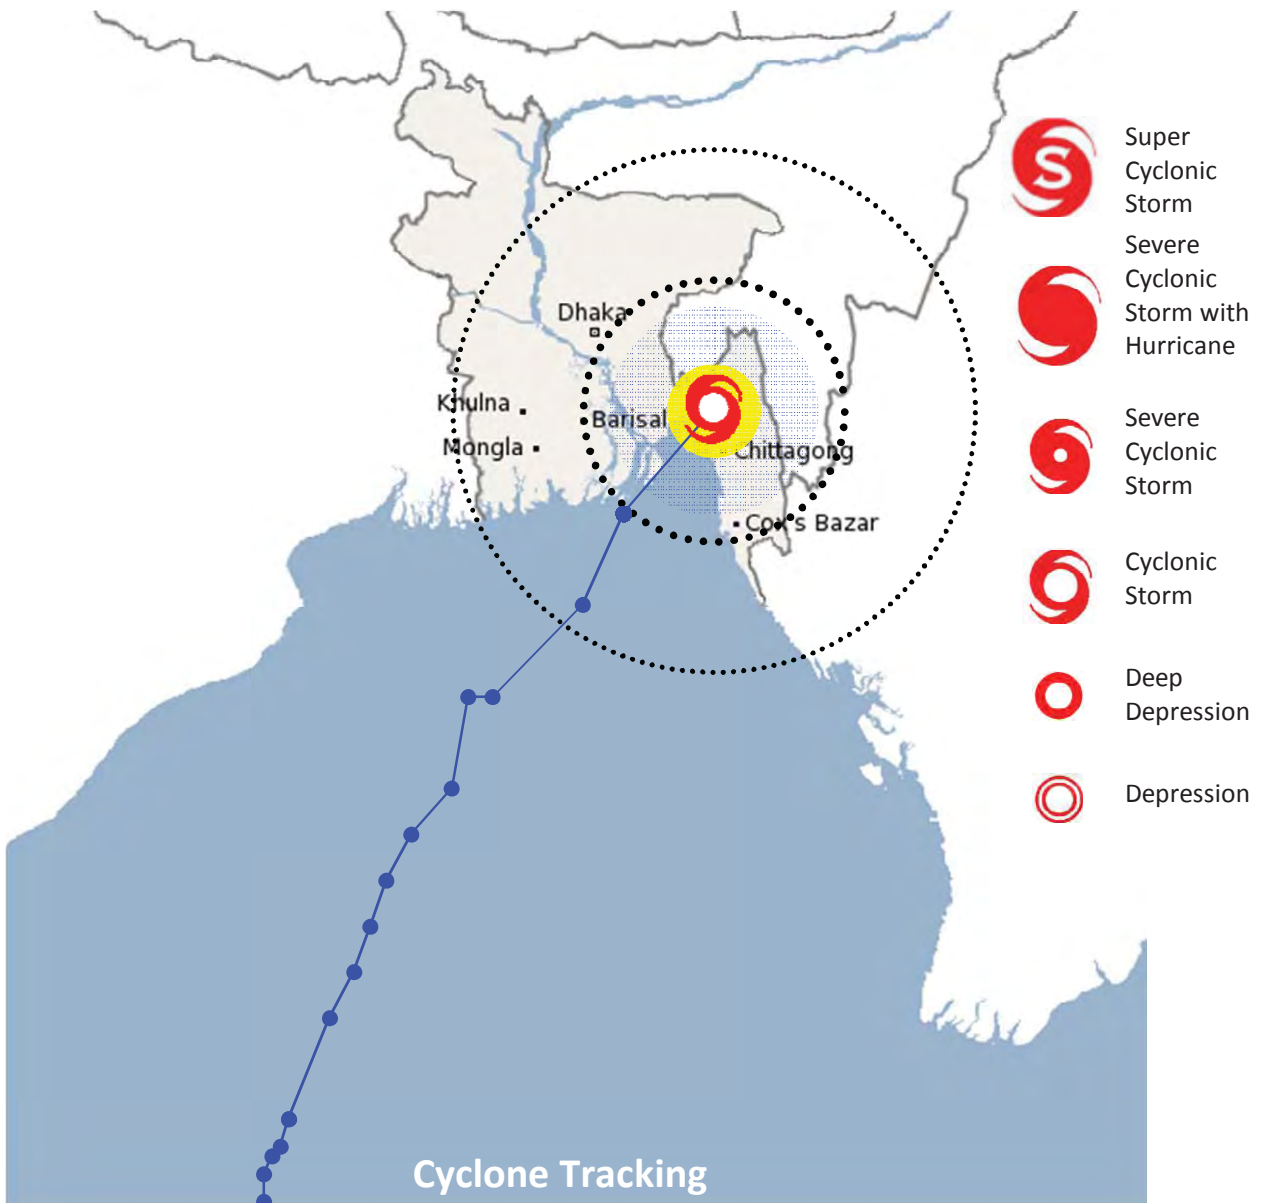 Super
Cyclonic
Storm
Severe
Cyclonic
Storm with
Hurricane
Dhaka
Khulna
Barisal
Severe
Cyclonic
Storm
Mongla
Chittagong
Cox's Bazar
Cyclonic
Storm
Deep
Depression
Depression
Cyclone Tracking
S